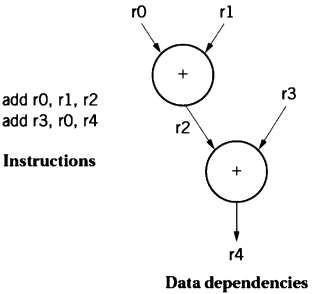 r0 r1
+
r3
add r0, r1, r2
add r3, r0, r4
r2
Instructions
+
r4
Data dependencies